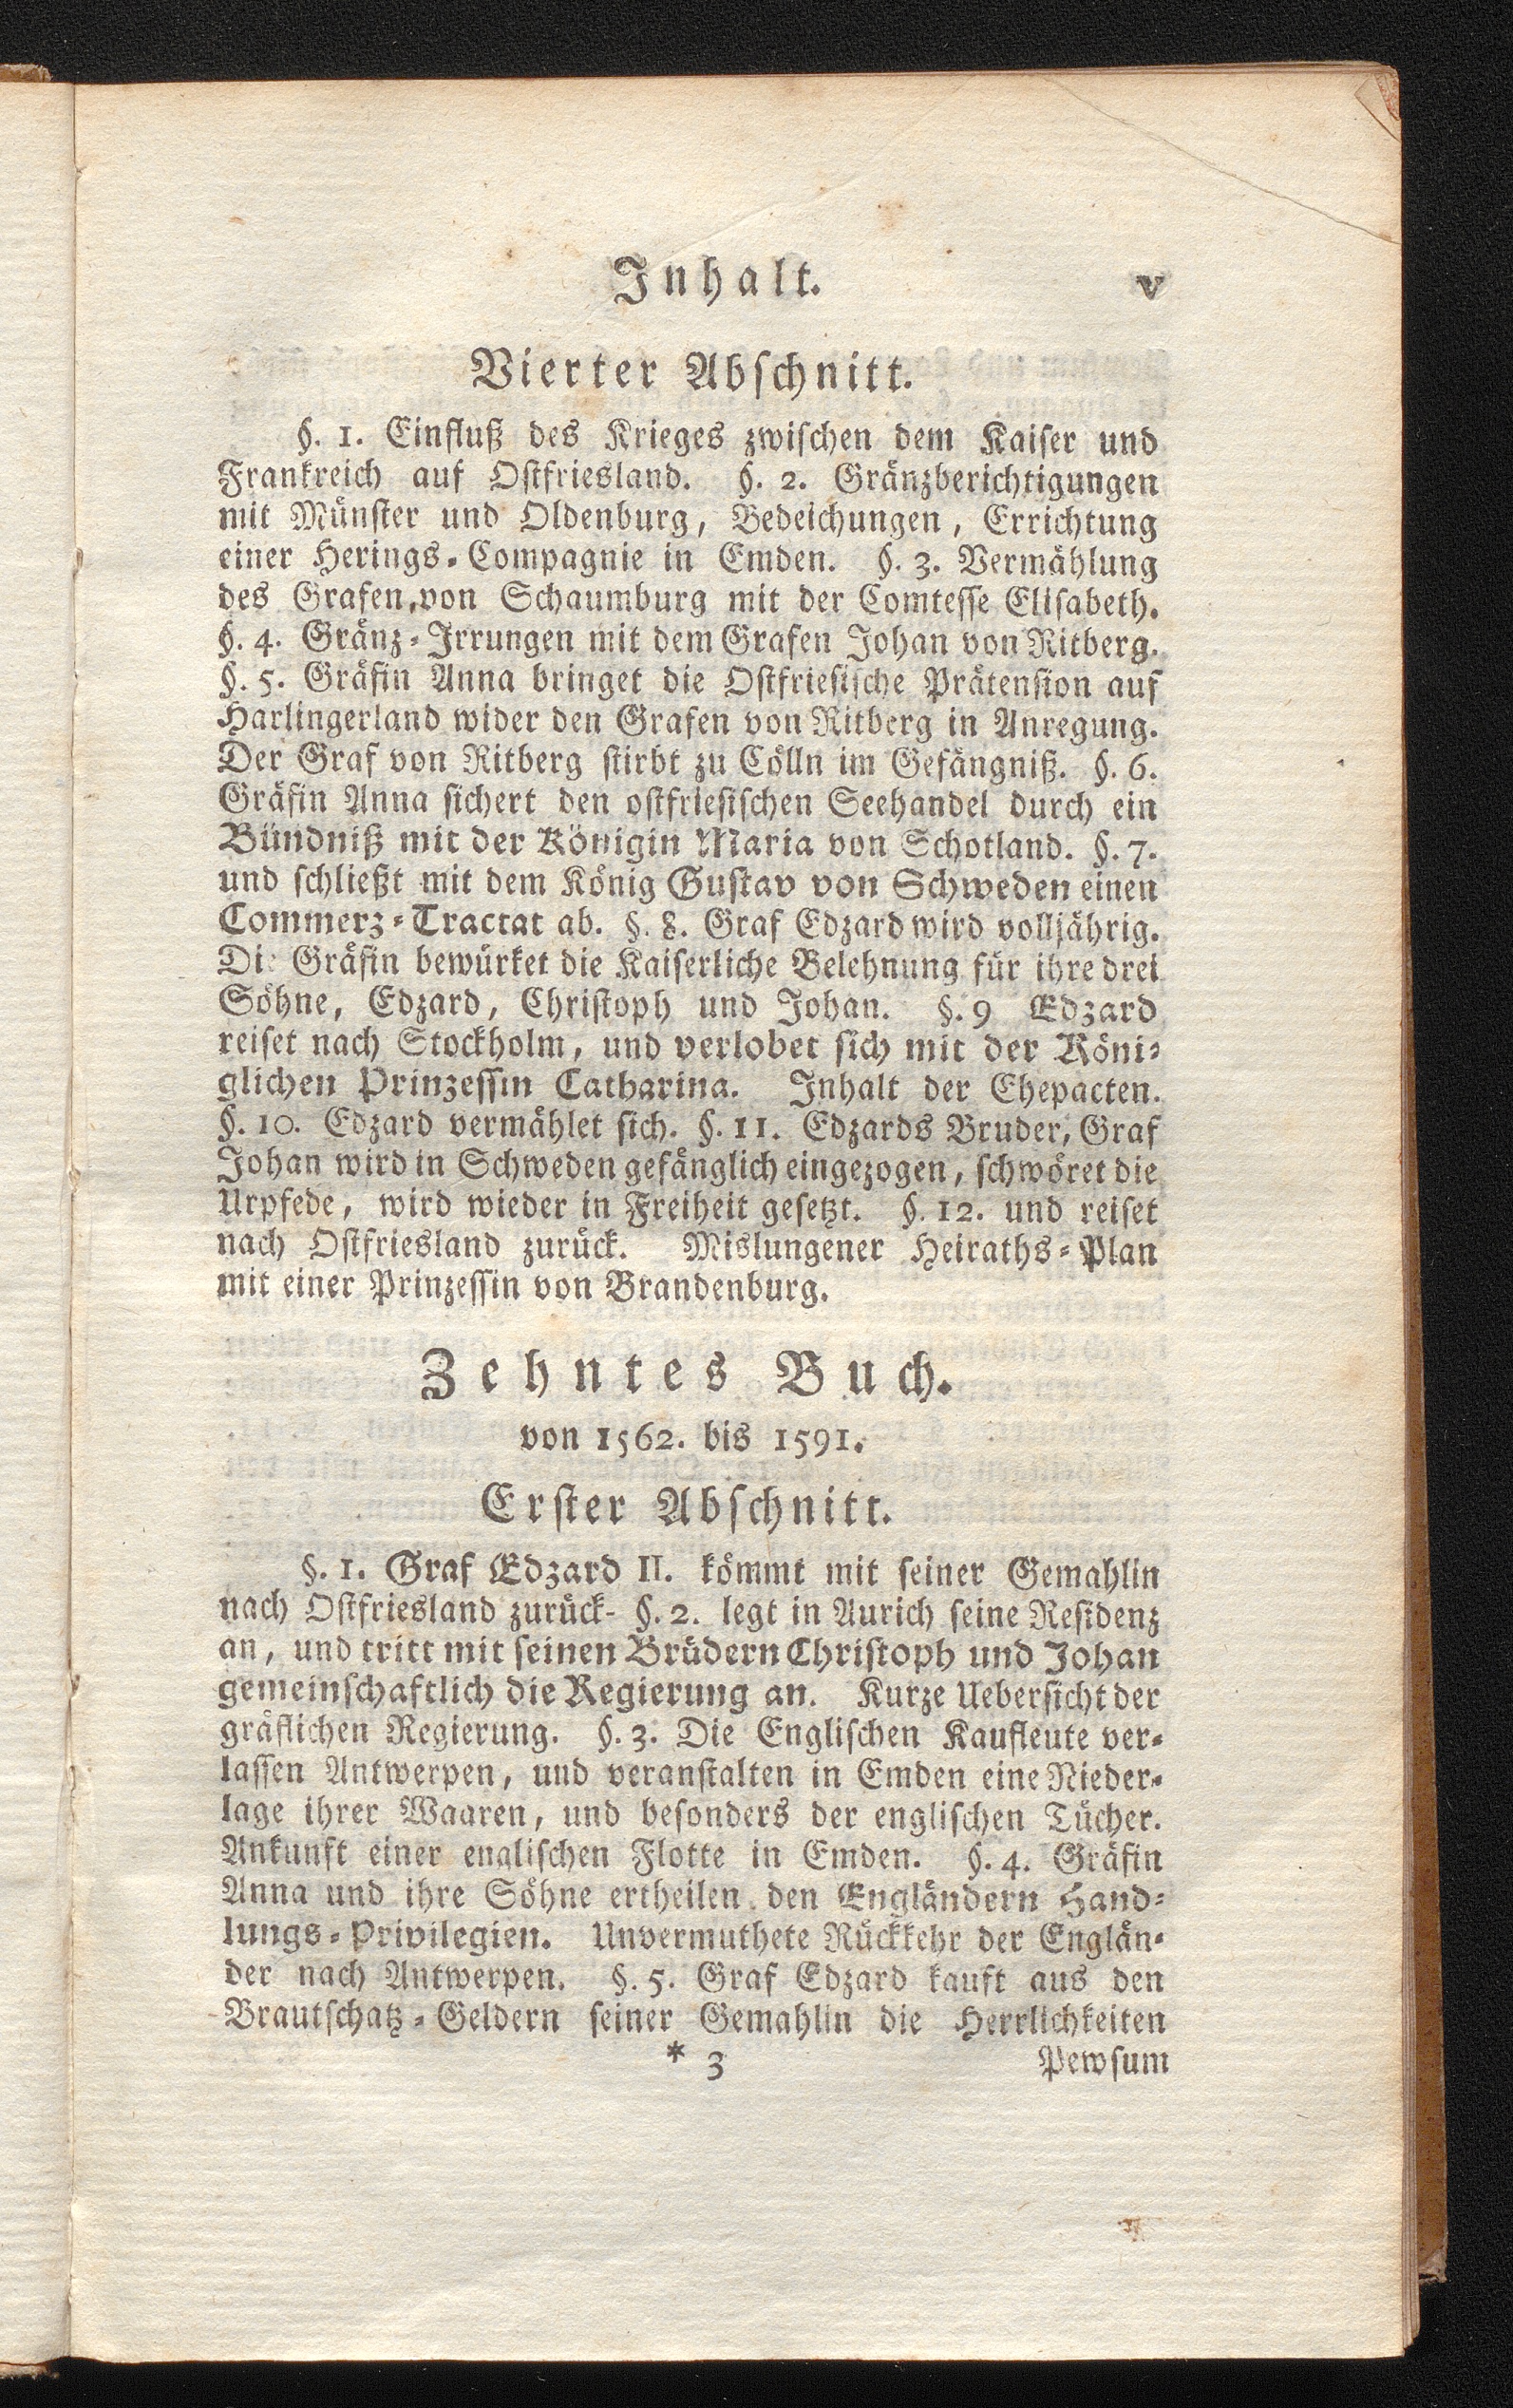 Inhalt. v
Vierter Abschnitt.
§. 1. Einfluß des Krieges zwischen dem Kaiser und
Frankreich auf Ostfriesland. §. 2. Gränzberichtigungen
mit Münster und Oldenburg, Bedeichungen, Errichtung
einer Herings-Compagnie in Emden. §. 3. Vermählung
des Grafen von Schaumburg mit der Comtesse Elisabeth.
§. 4. Gränz-Irrungen mit dem Grafen Johan von Ritberg.
§. 5. Gräfin Anna bringet die Ostfriesische Prätension auf
Harlingerland wider den Grafen von Ritberg in Anregung.
Der Graf von Ritberg stirbt zu Cölln im Gefängniß. §. 6.
Gräfin Anna sichert den ostfriesischen Seehandel durch ein
Bündniß mit der Königin Maria von Schotland. §. 7.
und schließt mit dem König Gustav von Schweden einen
Commerz-Tractat ab. §. 8. Graf Edzard wird volljährig.
Die Gräfin bewürket die Kaiserliche Belehnung für ihre drei
Söhne, Edzard, Christoph und Johan. §. 9 Edzard
reiset nach Stockholm, und verlobet sich mit der Köni-
glichen Prinzessin Catharina. Inhalt der Ehepacten.
§. 10. Edzard vermählet sich. §. 11. Edzards Bruder, Graf
Johan wird in Schweden gefänglich eingezogen, schwöret die
Urpfede, wird wieder in Freiheit gesetzt. §. 12. und reiset
nach Ostfriesland zurück. Mislungener Heiraths-Plan
mit einer Prinzessin von Brandenburg.
Zehntes Buch.
von 1562. bis 1591.
Erster Abschnitt.
§. 1. Graf Edzard II. kömmt mit seiner Gemahlin
nach Ostfriesland zurück- §. 2. legt in Aurich seine Residenz
an, und tritt mit seinen Brüdern Christoph und Johan
gemeinschaftlich die Regierung an. Kurze Uebersicht der
gräflichen Regierung. §. 3. Die Englischen Kaufleute ver-
lassen Antwerpen, und veranstalten in Emden eine Nieder-
lage ihrer Waaren, und besonders der englischen Tücher.
Ankunft einer englischen Flotte in Emden. §. 4. Gräfin
Anna und ihre Söhne ertheilen den Engländern Hand-
lungs-Privilegien. Unvermuthete Rückkehr der Englän-
der nach Antwerpen. §. 5. Graf Edzard kauft aus den
Brautschatz-Geldern seiner Gemahlin die Herrlichkeiten
* 3 Pewsum